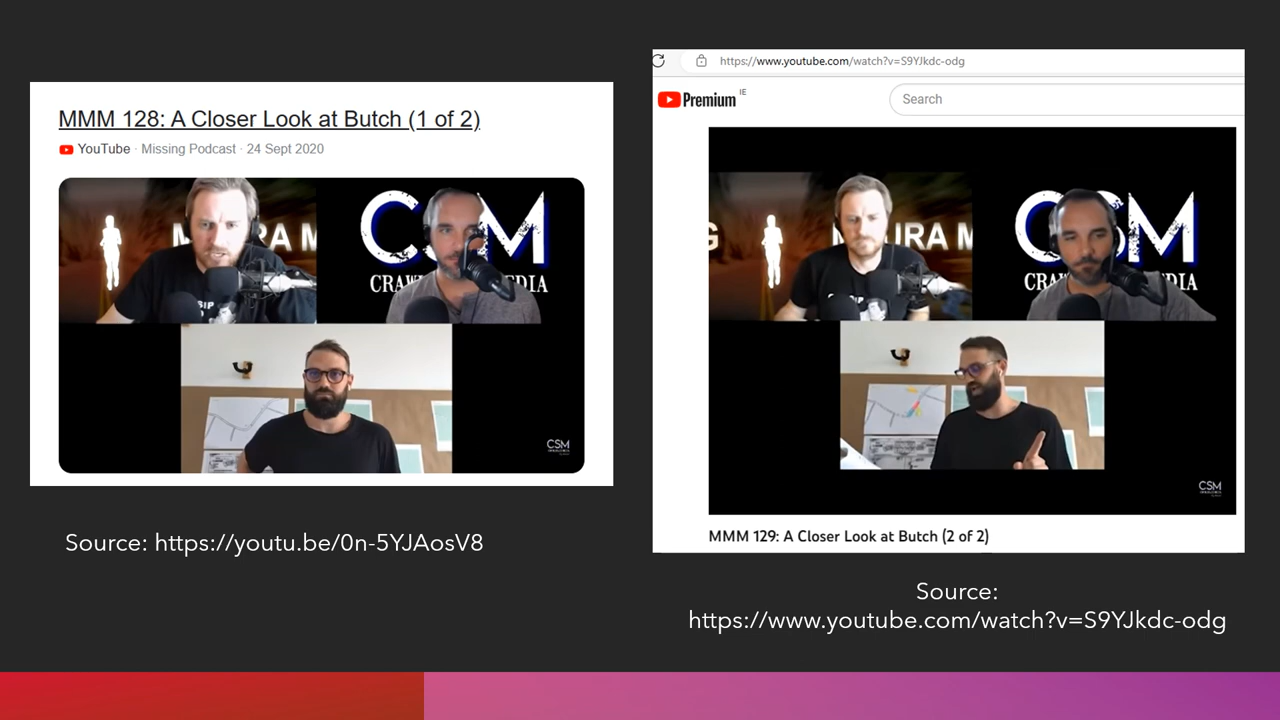 MMM 128: A Closer Look at Butch (1 of 2)
YouTube · Missing Podcast · 24 Sept 2020
CSM
CSM
Source: https://youtu.be/0n-5YJAosV8
https://www.youtube.com/watch?v=S9YJkdc-odg
Premium IE
Search
G
CSM
CSM
MMM 129: A Closer Look at Butch (2 of 2)
Source:
https://www.youtube.com/watch?v=S9YJkdc-odg